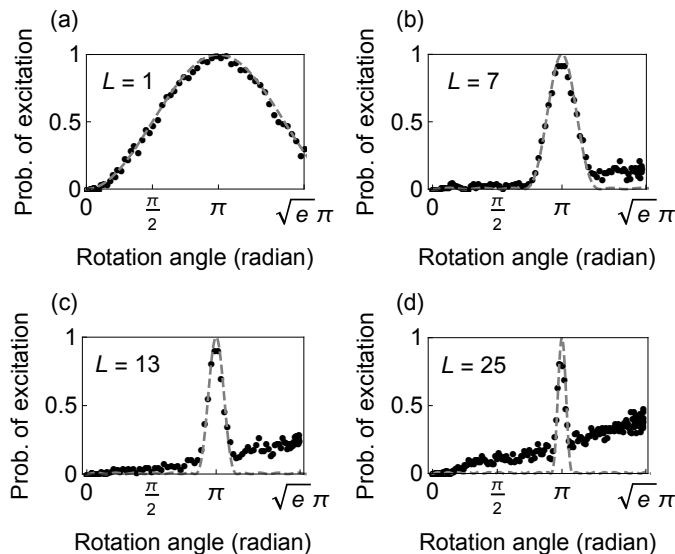 (a)
Prob. of excitation
1
0.5
0
L = 1
0
π/2
π
√e π
Rotation angle (radian)
(b)
Prob. of excitation
1
0.5
0
L = 7
0
π/2
π
√e π
Rotation angle (radian)
(c)
Prob. of excitation
1
0.5
0
L = 13
0
π/2
π
√e π
Rotation angle (radian)
(d)
Prob. of excitation
1
0.5
0
L = 25
0
π/2
π
√e π
Rotation angle (radian)